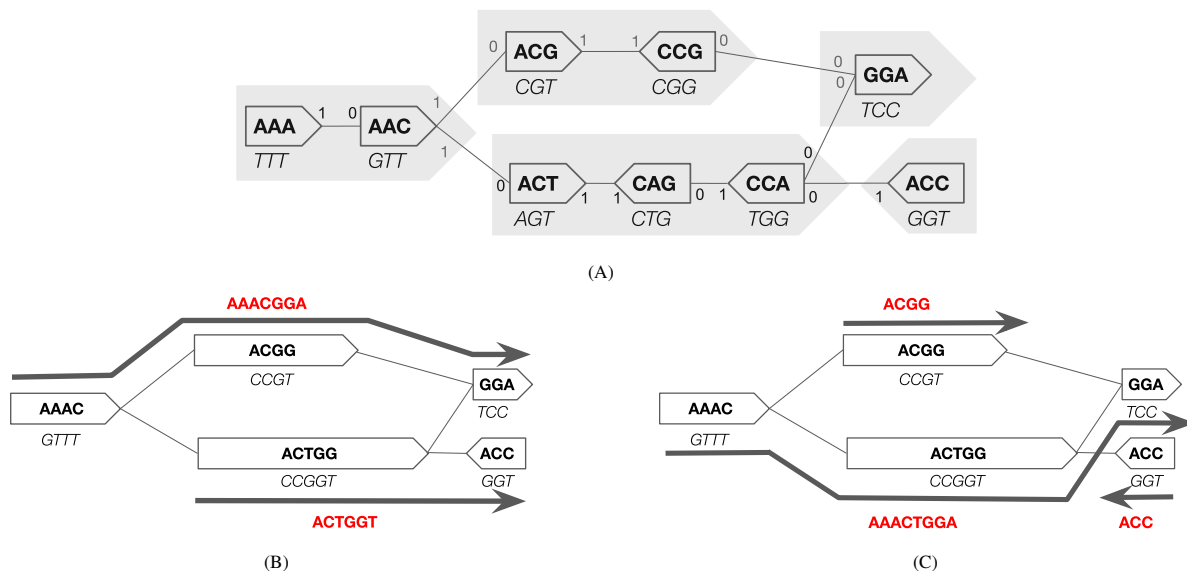 0 ACG 1 1 CCG 0
CGT CGG
0 0 GGA
TCC
AAA 1 0 AAC 1 1
TTT GTT
0 ACT 1 1 CAG 0 1 CCA 0 0 1 ACC
AGT CTG TGG GGT
(A)
AAACGGA
ACGG
CCGT
GGA
TCC
AAAC
GTTT
ACTGG
CCGGT
ACC
GGT
ACTGGT
(B)
ACGG
ACGG
CCGT
GGA
TCC
AAAC
GTTT
ACTGG
CCGGT
ACC
GGT
AAACTGGA
ACC
(C)